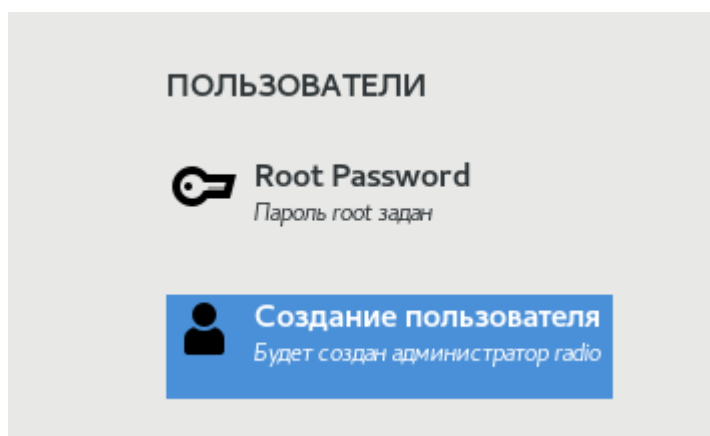 ПОЛЬЗОВАТЕЛИ
Root Password
Пароль root задан
Создание пользователя
Будет создан администратор radio